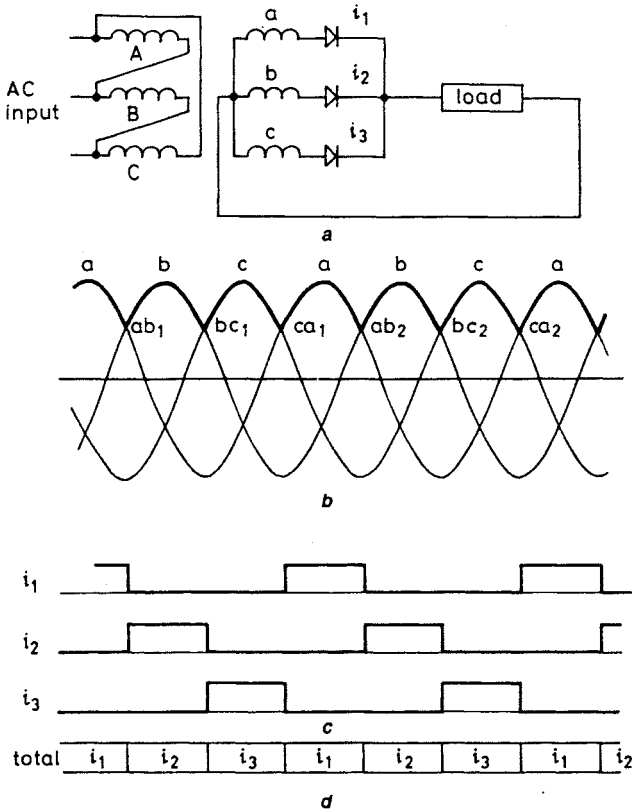 a i₁
A
b i₂
AC
input
B
load
c i₃
C
a
a b c a b c a
ab₁ bc₁ ca₁ ab₂ bc₂ ca₂
b
i₁
i₂
i₃
c
total i₁ i₂ i₃ i₁ i₂ i₃ i₁ i₂
d